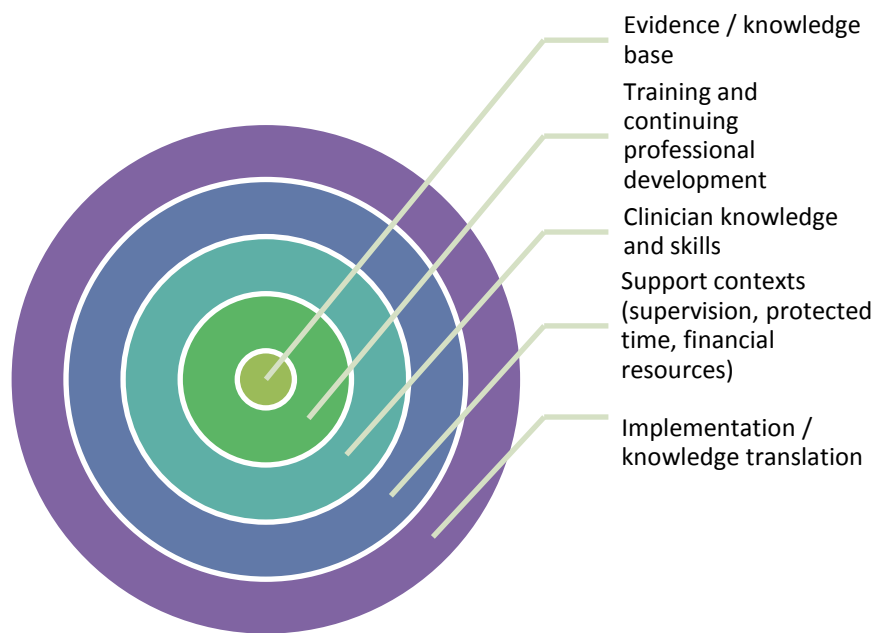 Evidence / knowledge
base
Training and
continuing
professional
development
Clinician knowledge
and skills
Support contexts
(supervision, protected
time, financial
resources)
Implementation /
knowledge translation